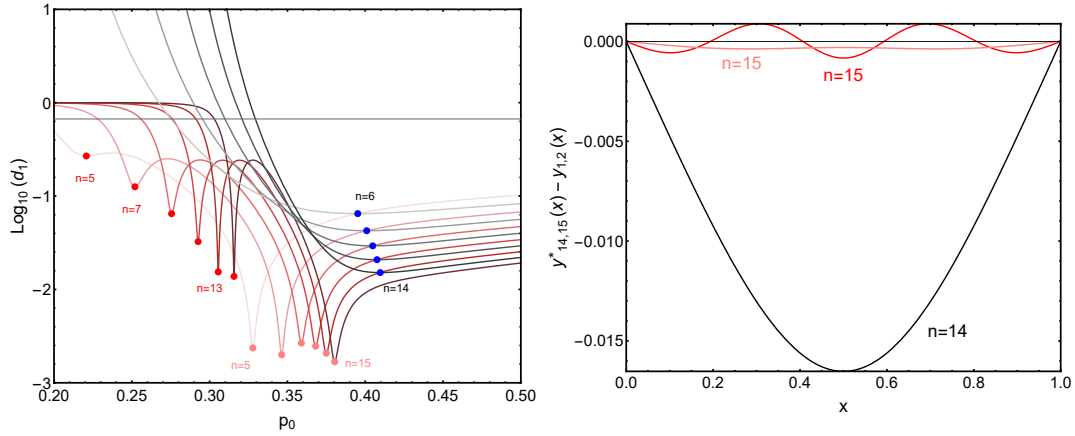 1
0
−1
−2
−3
Log₁₀(d₁)
n=5
n=7
n=13
n=6
n=14
n=5
n=15
0.20 0.25 0.30 0.35 0.40 0.45 0.50
p₀
0.000
−0.005
−0.010
−0.015
y*₁₄,₁₅(x) − y₁,₂(x)
n=15
n=15
n=14
0.0 0.2 0.4 0.6 0.8 1.0
x